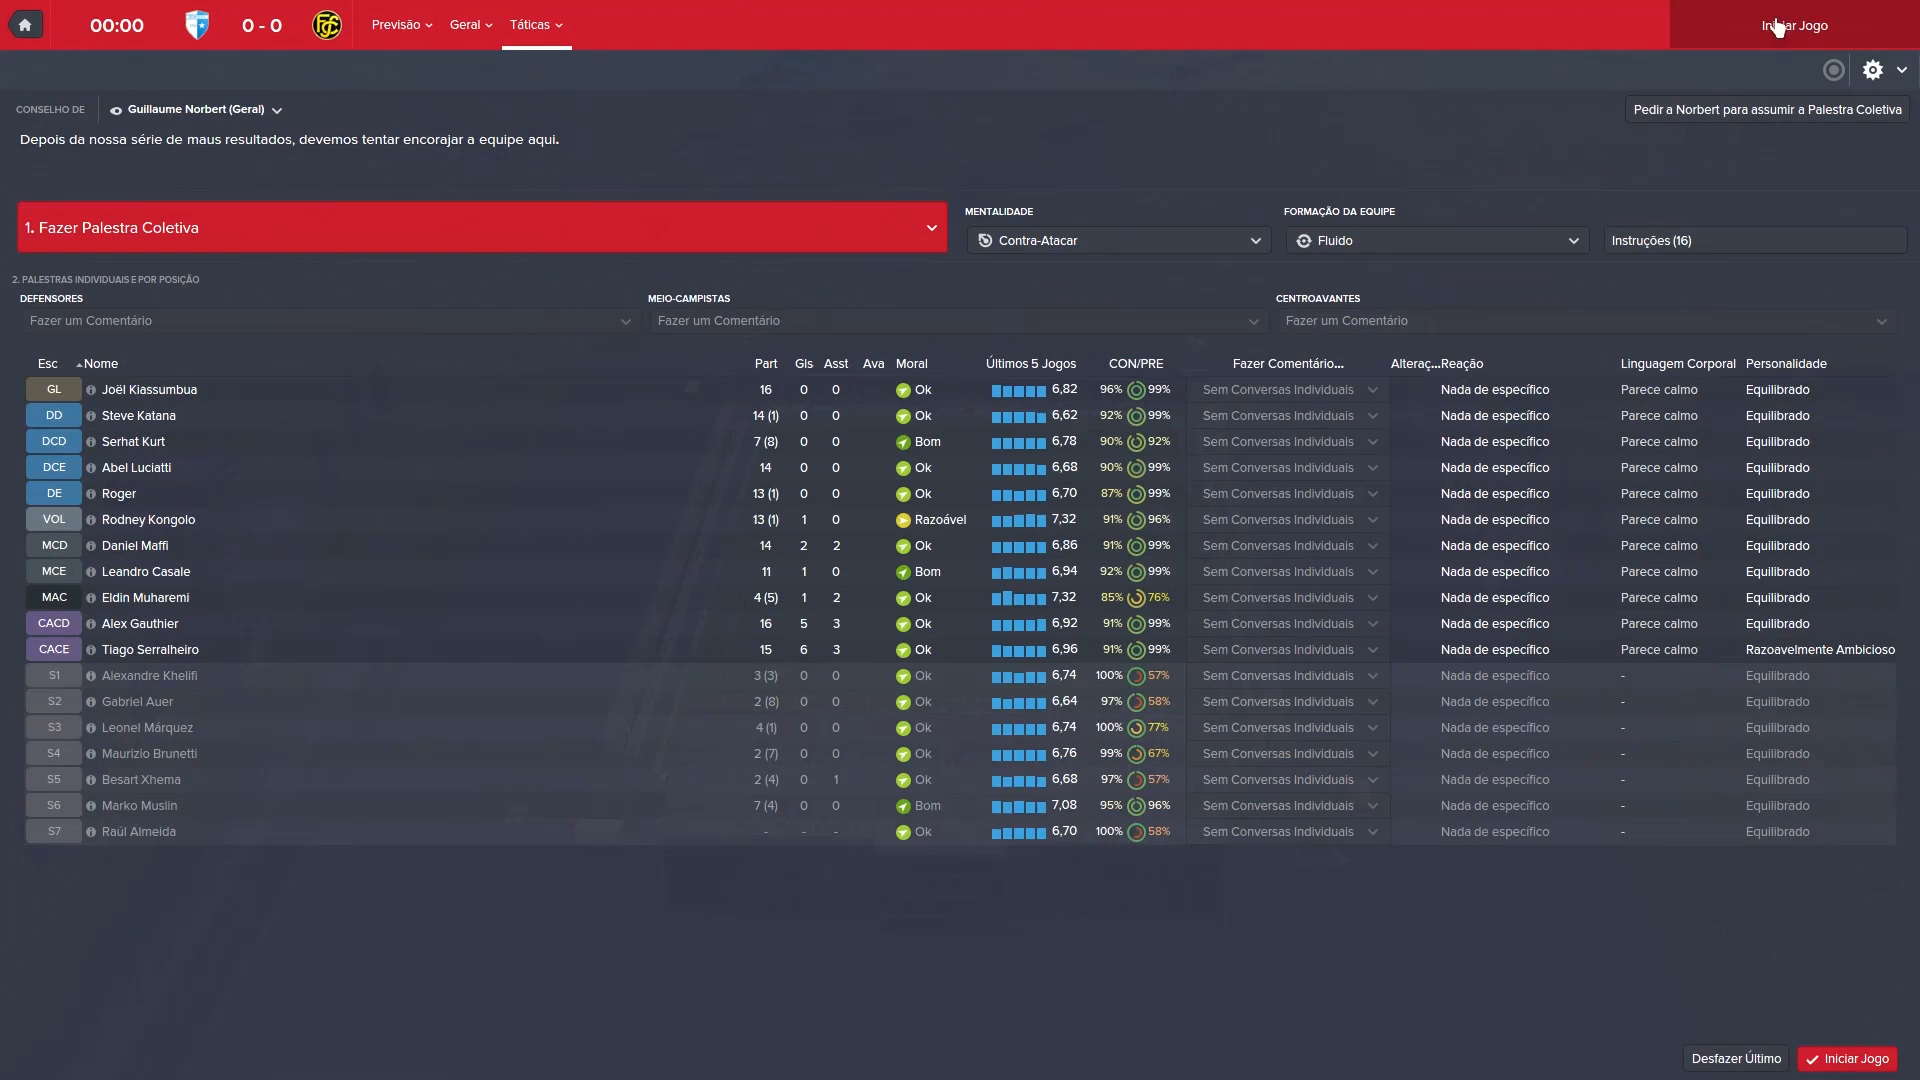 00:00 0 - 0 Previsão Geral Táticas Iniciar Jogo
CONSELHO DE Guillaume Norbert (Geral) Pedir a Norbert para assumir a Palestra Coletiva
Depois da nossa série de maus resultados, devemos tentar encorajar a equipe aqui.
MENTALIDADE FORMAÇÃO DA EQUIPE
1. Fazer Palestra Coletiva Contra-Atacar Fluido Instruções (16)
2. PALESTRAS INDIVIDUAIS E POR POSIÇÃO
DEFENSORES MEIO-CAMPISTAS CENTROAVANTES
Fazer um Comentário Fazer um Comentário Fazer um Comentário
Esc Nome Part Gls Asst Ava Moral Últimos 5 Jogos CON/PRE Fazer Comentário... Alteraç... Reação Linguagem Corporal Personalidade
GL Joël Kiassumbua 16 0 0 Ok 6,82 96% 99% Sem Conversas Individuais Nada de específico Parece calmo Equilibrado
DD Steve Katana 14 (1) 0 0 Ok 6,62 92% 99% Sem Conversas Individuais Nada de específico Parece calmo Equilibrado
DCD Serhat Kurt 7 (8) 0 0 Bom 6,78 90% 92% Sem Conversas Individuais Nada de específico Parece calmo Equilibrado
DCE Abel Luciatti 14 0 0 Ok 6,68 90% 99% Sem Conversas Individuais Nada de específico Parece calmo Equilibrado
DE Roger 13 (1) 0 0 Ok 6,70 87% 99% Sem Conversas Individuais Nada de específico Parece calmo Equilibrado
VOL Rodney Kongolo 13 (1) 1 0 Razoável 7,32 91% 96% Sem Conversas Individuais Nada de específico Parece calmo Equilibrado
MCD Daniel Maffi 14 2 2 Ok 6,86 91% 99% Sem Conversas Individuais Nada de específico Parece calmo Equilibrado
MCE Leandro Casale 11 1 0 Bom 6,94 92% 99% Sem Conversas Individuais Nada de específico Parece calmo Equilibrado
MAC Eldin Muharemi 4 (5) 1 2 Ok 7,32 85% 76% Sem Conversas Individuais Nada de específico Parece calmo Equilibrado
CACD Alex Gauthier 16 5 3 Ok 6,92 91% 99% Sem Conversas Individuais Nada de específico Parece calmo Equilibrado
CACE Tiago Serralheiro 15 6 3 Ok 6,96 91% 99% Sem Conversas Individuais Nada de específico Parece calmo Razoavelmente Ambicioso
S1 Alexandre Khelifi 3 (3) 0 0 Ok 6,74 100% 57% Sem Conversas Individuais Nada de específico - Equilibrado
S2 Gabriel Auer 2 (8) 0 0 Ok 6,64 97% 58% Sem Conversas Individuais Nada de específico - Equilibrado
S3 Leonel Márquez 4 (1) 0 0 Ok 6,74 100% 77% Sem Conversas Individuais Nada de específico - Equilibrado
S4 Maurizio Brunetti 2 (7) 0 0 Ok 6,76 99% 67% Sem Conversas Individuais Nada de específico - Equilibrado
S5 Besart Xhema 2 (4) 0 1 Ok 6,68 97% 57% Sem Conversas Individuais Nada de específico - Equilibrado
S6 Marko Muslin 7 (4) 0 0 Bom 7,08 95% 96% Sem Conversas Individuais Nada de específico - Equilibrado
S7 Raúl Almeida - - - Ok 6,70 100% 58% Sem Conversas Individuais Nada de específico - Equilibrado
Desfazer Último Iniciar Jogo